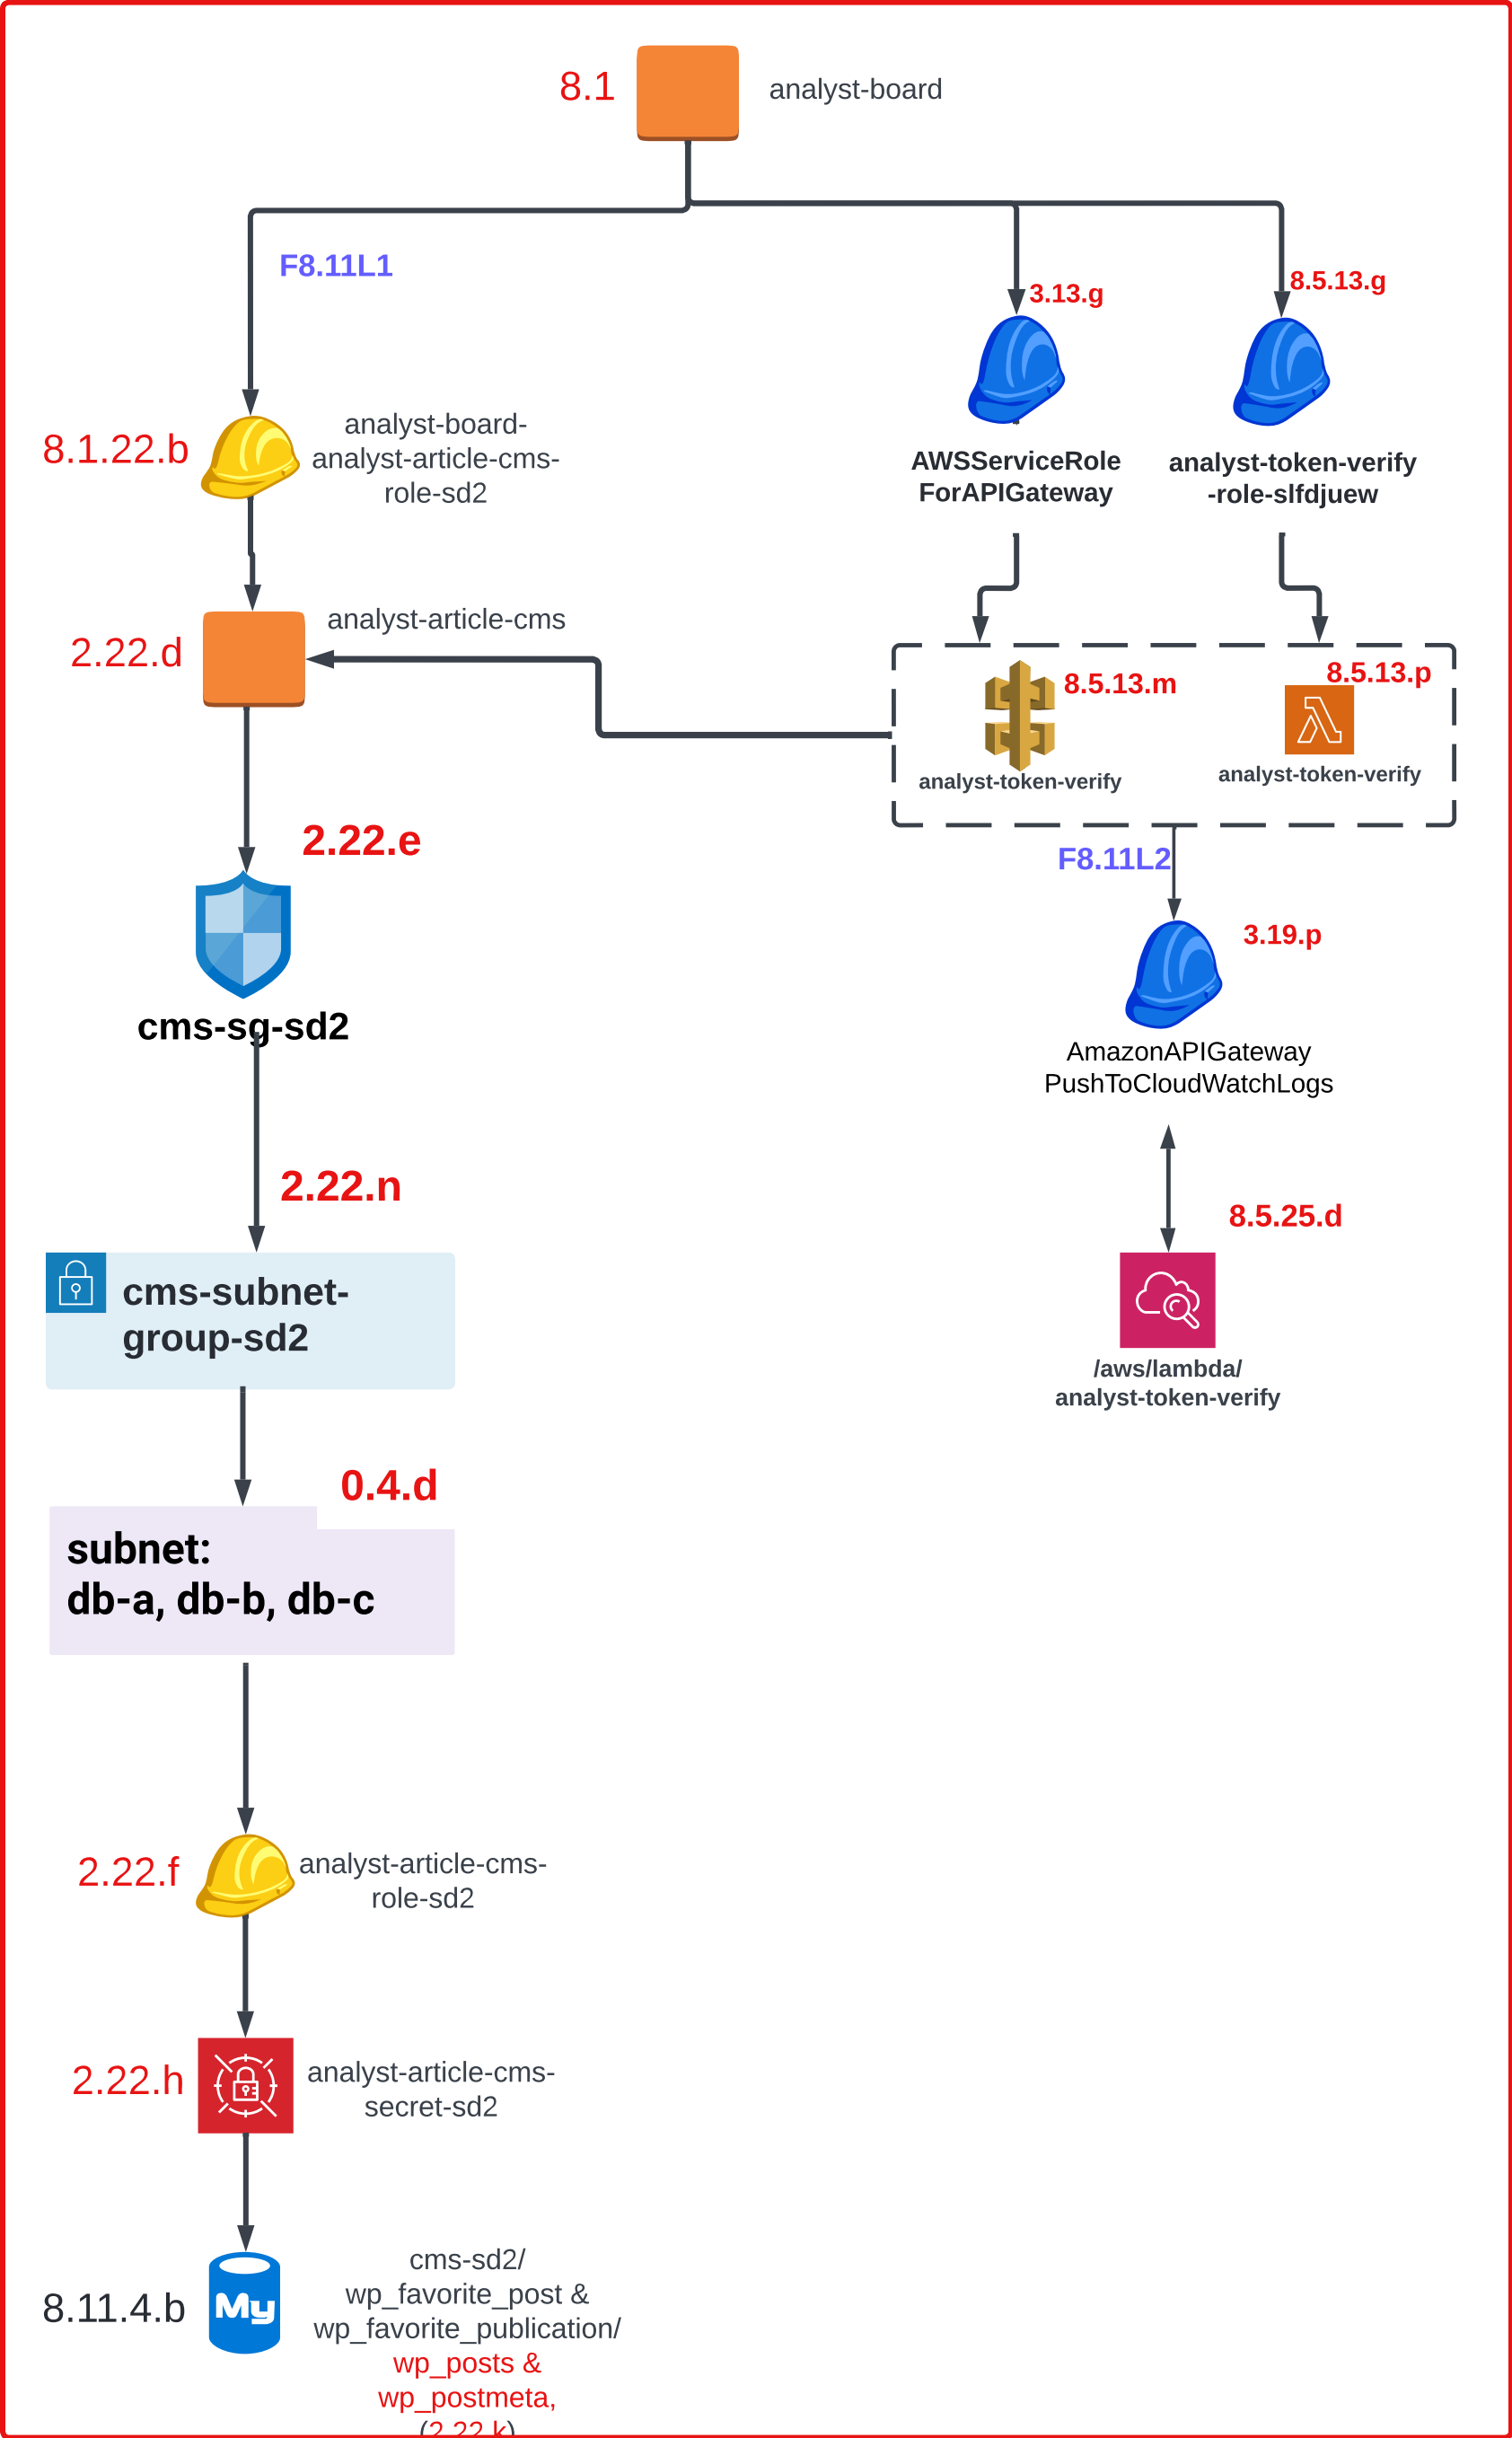 8.1
analyst-board
F8.11L1
3.13.g
8.5.13.g
8.1.22.b
analyst-board-
analyst-article-cms-
role-sd2
AWSServiceRole
ForAPIGateway
analyst-token-verify
-role-slfdjuew
2.22.d
analyst-article-cms
8.5.13.m
analyst-token-verify
8.5.13.p
analyst-token-verify
2.22.e
cms-sg-sd2
F8.11L2
3.19.p
AmazonAPIGateway
PushToCloudWatchLogs
2.22.n
cms-subnet-
group-sd2
8.5.25.d
/aws/lambda/
analyst-token-verify
0.4.d
subnet:
db-a, db-b, db-c
2.22.f
analyst-article-cms-
role-sd2
2.22.h
analyst-article-cms-
secret-sd2
8.11.4.b
My
cms-sd2/
wp_favorite_post &
wp_favorite_publication/
wp_posts &
wp_postmeta,
(2.22.k)